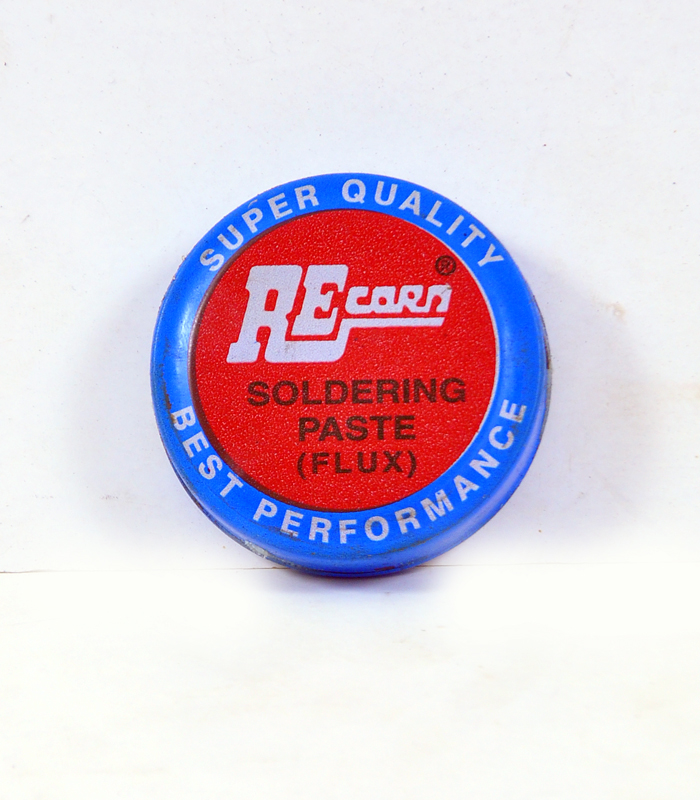 SUPER QUALITY
REcorn®
SOLDERING
PASTE
(FLUX)
BEST PERFORMANCE